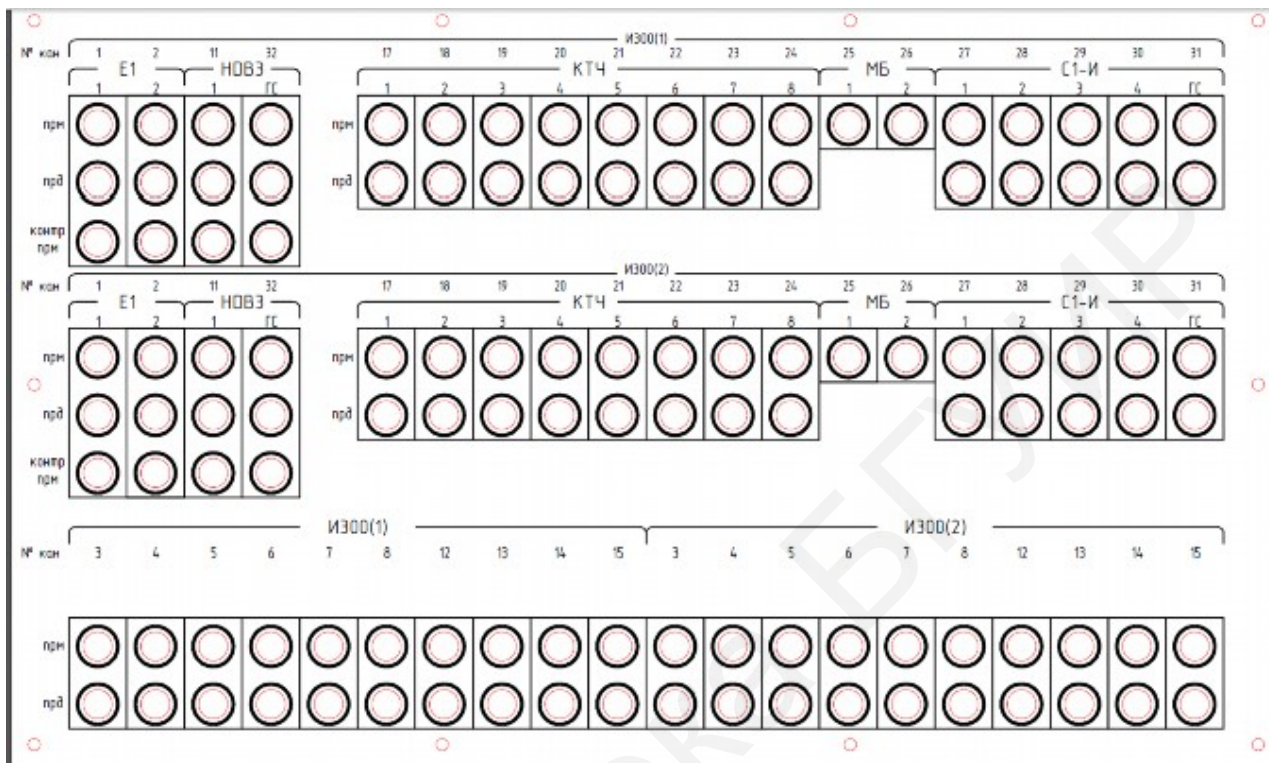 И300(1)
№ кан 1 2 11 32 17 18 19 20 21 22 23 24 25 26 27 28 29 30 31
Е1 НОВЗ КТЧ МБ С1-И
1 2 1 ГС 1 2 3 4 5 6 7 8 1 2 1 2 3 4 ГС
прм прм
прд прд
контр
прм
И300(2)
№ кан 1 2 11 32 17 18 19 20 21 22 23 24 25 26 27 28 29 30 31
Е1 НОВЗ КТЧ МБ С1-И
1 2 1 ГС 1 2 3 4 5 6 7 8 1 2 1 2 3 4 ГС
прм прм
прд прд
контр
прм
И300(1) И300(2)
№ кан 3 4 5 6 7 8 12 13 14 15 3 4 5 6 7 8 12 13 14 15
прм
прд
БГУИР